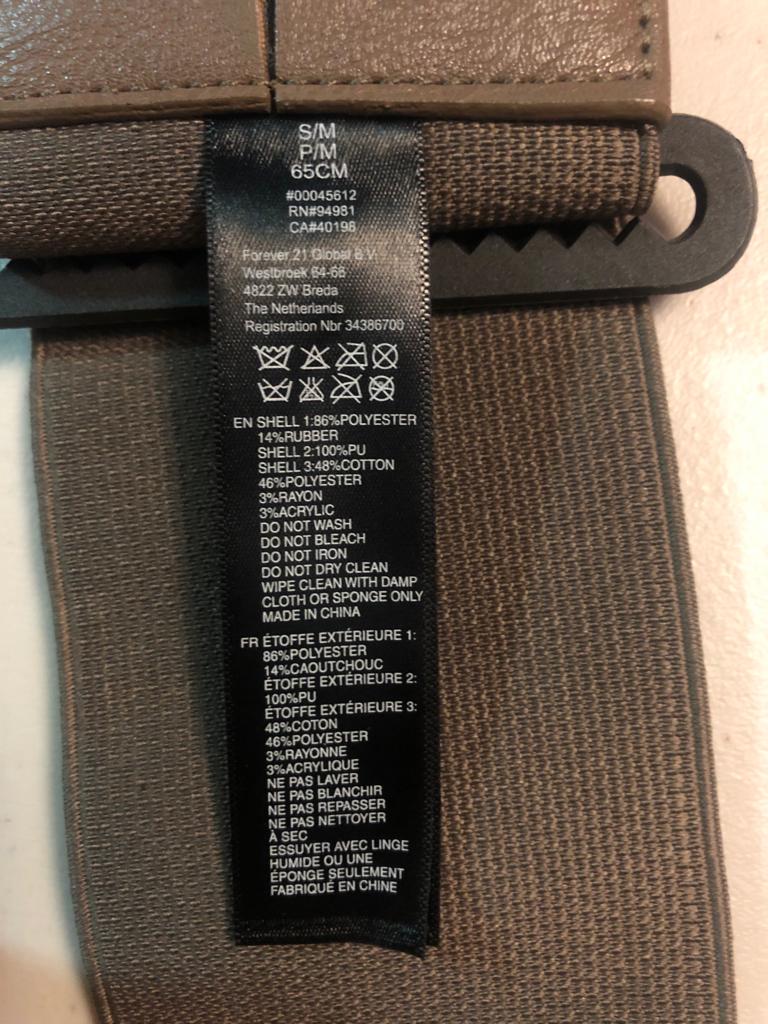 S/M
P/M
65CM
#00045612
RN#94981
CA#40198
Forever 21 Global B.V.
Westbroek 64-66
4822 ZW Breda
The Netherlands
Registration Nbr 34386700
EN SHELL 1:86%POLYESTER
14%RUBBER
SHELL 2:100%PU
SHELL 3:48%COTTON
46%POLYESTER
3%RAYON
3%ACRYLIC
DO NOT WASH
DO NOT BLEACH
DO NOT IRON
DO NOT DRY CLEAN
WIPE CLEAN WITH DAMP
CLOTH OR SPONGE ONLY
MADE IN CHINA
FR ÉTOFFE EXTÉRIEURE 1:
86%POLYESTER
14%CAOUTCHOUC
ÉTOFFE EXTÉRIEURE 2:
100%PU
ÉTOFFE EXTÉRIEURE 3:
48%COTON
46%POLYESTER
3%RAYONNE
3%ACRYLIQUE
NE PAS LAVER
NE PAS BLANCHIR
NE PAS REPASSER
NE PAS NETTOYER
À SEC
ESSUYER AVEC LINGE
HUMIDE OU UNE
ÉPONGE SEULEMENT
FABRIQUÉ EN CHINE